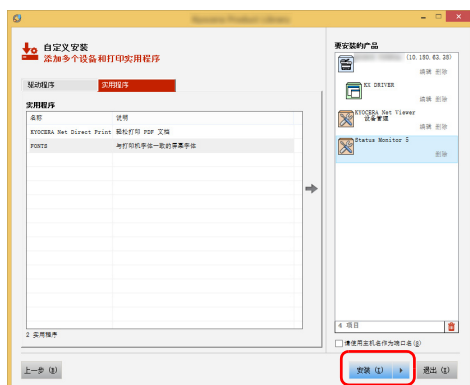 Kyocera Product Library
自定义安装
添加多个设备和打印实用程序
驱动程序 实用程序
实用程序
名称 说明
KYOCERA Net Direct Print 轻松打印 PDF 文档
FONTS 与打印机字体一致的屏幕字体
2 实用程序
要安装的产品
(10.180.63.35)
编辑 删除
KX DRIVER
编辑 删除
KYOCERA Net Viewer
设备管理
编辑 删除
Status Monitor 5
删除
4 项目
请使用主机名作为端口名(B)
上一步 (B)
安装 (I)
退出 (X)